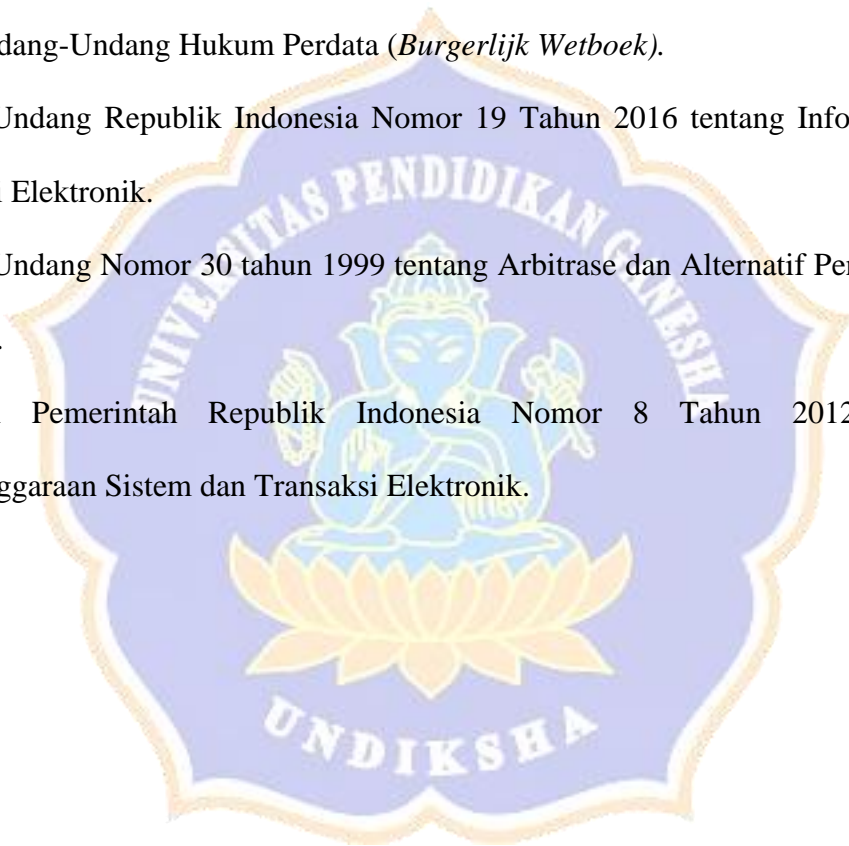 dang-Undang Hukum Perdata (Burgerlijk Wetboek).
Undang Republik Indonesia Nomor 19 Tahun 2016 tentang Info
i Elektronik.
Undang Nomor 30 tahun 1999 tentang Arbitrase dan Alternatif Per
.
Pemerintah Republik Indonesia Nomor 8 Tahun 2012
ggaraan Sistem dan Transaksi Elektronik.
UNIVERSITAS PENDIDIKAN GANESHA
UNDIKSHA